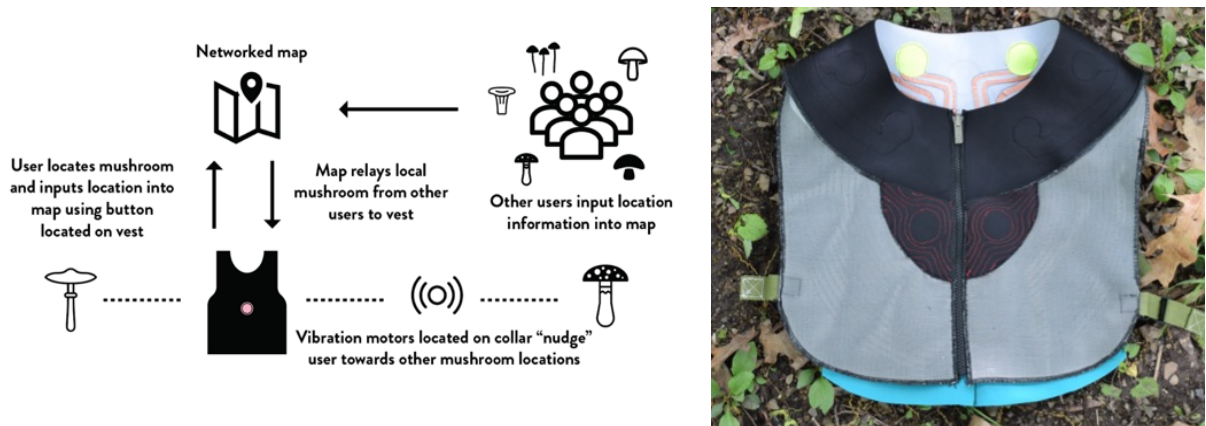 Networked map
User locates mushroom
and inputs location into
map using button
located on vest
Map relays local
mushroom from other
users to vest
Other users input location
information into map
Vibration motors located on collar “nudge”
user towards other mushroom locations